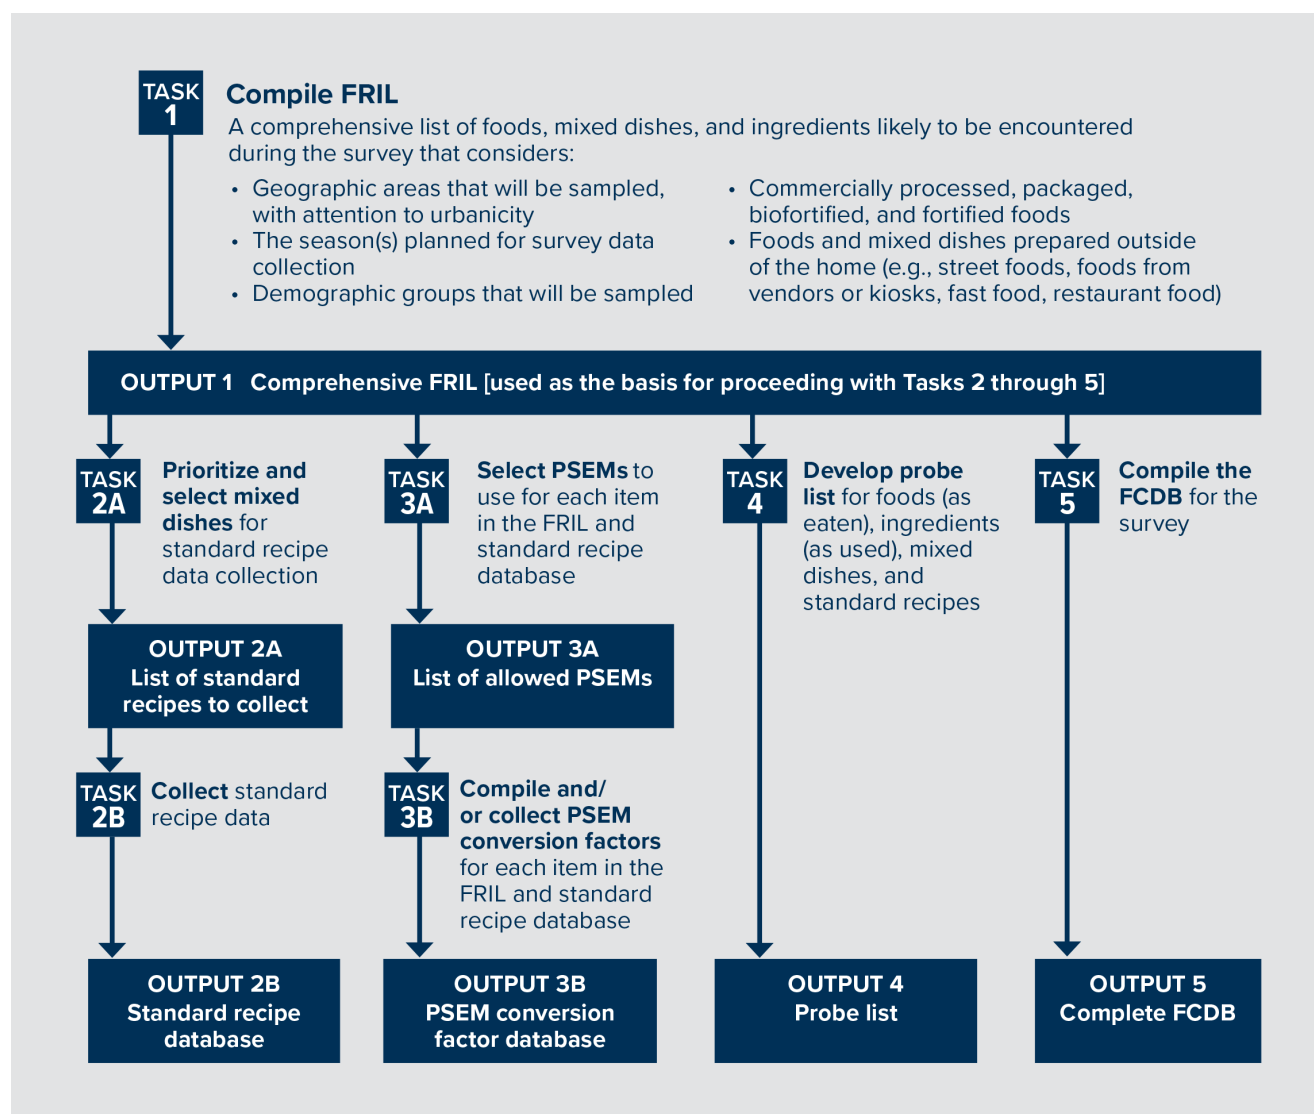 TASK
1
Compile FRIL
A comprehensive list of foods, mixed dishes, and ingredients likely to be encountered
during the survey that considers:
• Geographic areas that will be sampled,
with attention to urbanicity
• The season(s) planned for survey data
collection
• Demographic groups that will be sampled
• Commercially processed, packaged,
biofortified, and fortified foods
• Foods and mixed dishes prepared outside
of the home (e.g., street foods, foods from
vendors or kiosks, fast food, restaurant food)
OUTPUT 1 Comprehensive FRIL [used as the basis for proceeding with Tasks 2 through 5]
TASK
2A
Prioritize and
select mixed
dishes for
standard recipe
data collection
OUTPUT 2A
List of standard
recipes to collect
TASK
2B
Collect standard
recipe data
OUTPUT 2B
Standard recipe
database
TASK
3A
Select PSEMs to
use for each item
in the FRIL and
standard recipe
database
OUTPUT 3A
List of allowed PSEMs
TASK
3B
Compile and/
or collect PSEM
conversion factors
for each item in the
FRIL and standard
recipe database
OUTPUT 3B
PSEM conversion
factor database
TASK
4
Develop probe
list for foods (as
eaten), ingredients
(as used), mixed
dishes, and
standard recipes
OUTPUT 4
Probe list
TASK
5
Compile the
FCDB for the
survey
OUTPUT 5
Complete FCDB